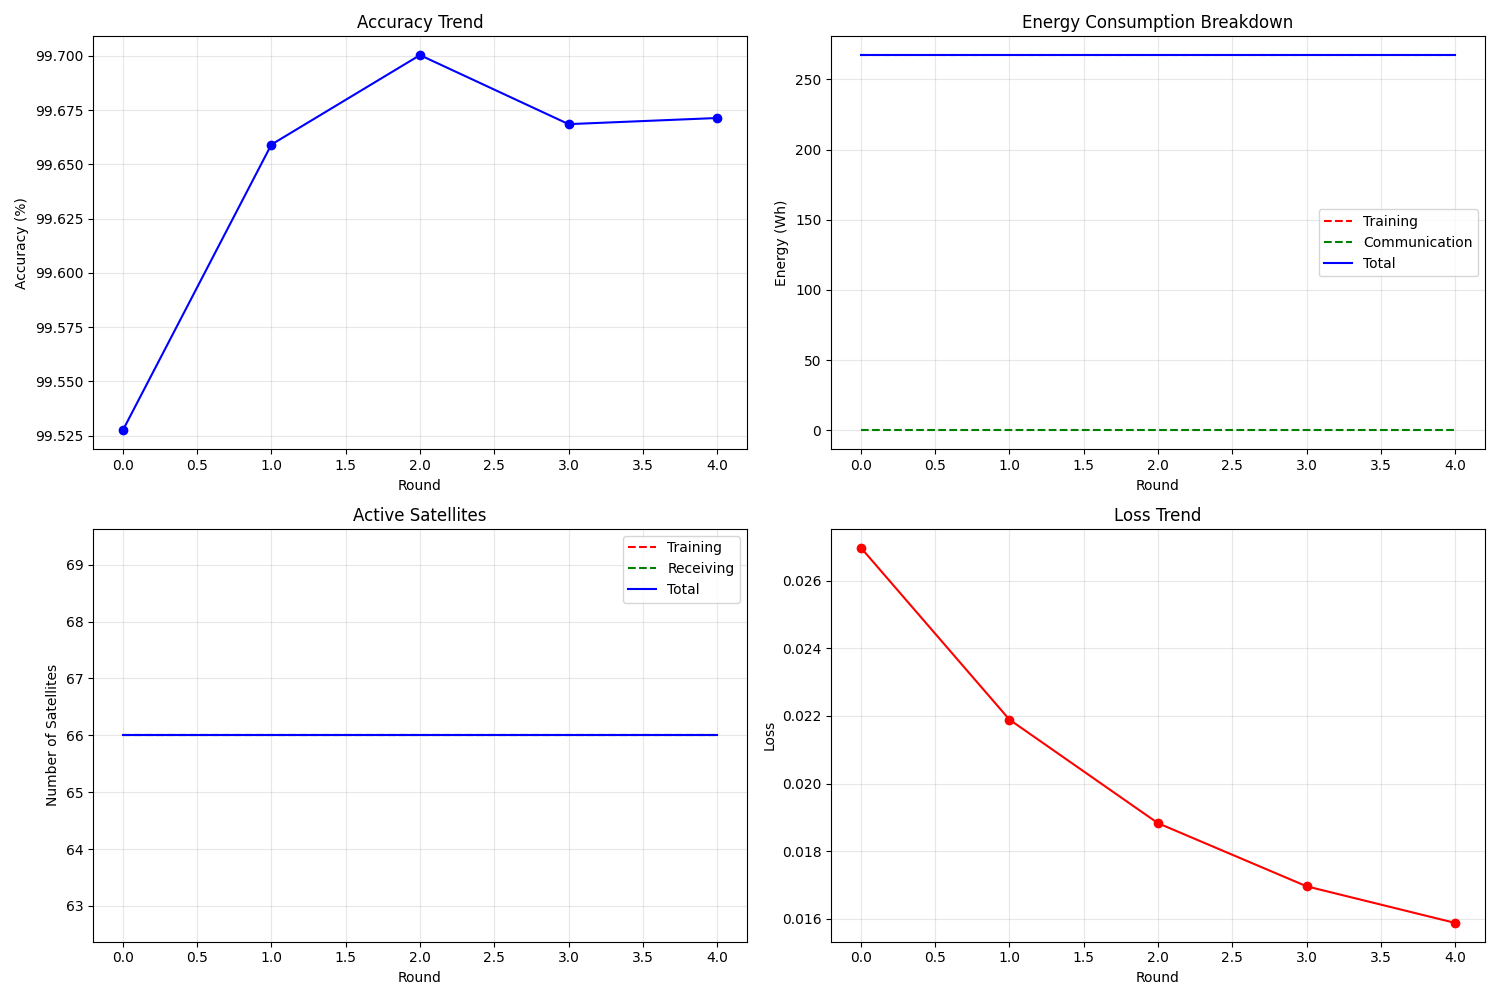 Accuracy Trend
Accuracy (%)
99.700
99.675
99.650
99.625
99.600
99.575
99.550
99.525
0.0 0.5 1.0 1.5 2.0 2.5 3.0 3.5 4.0
Round
Energy Consumption Breakdown
Energy (Wh)
250
200
150
100
50
0
Training
Communication
Total
0.0 0.5 1.0 1.5 2.0 2.5 3.0 3.5 4.0
Round
Active Satellites
Number of Satellites
69
68
67
66
65
64
63
Training
Receiving
Total
0.0 0.5 1.0 1.5 2.0 2.5 3.0 3.5 4.0
Round
Loss Trend
Loss
0.026
0.024
0.022
0.020
0.018
0.016
0.0 0.5 1.0 1.5 2.0 2.5 3.0 3.5 4.0
Round